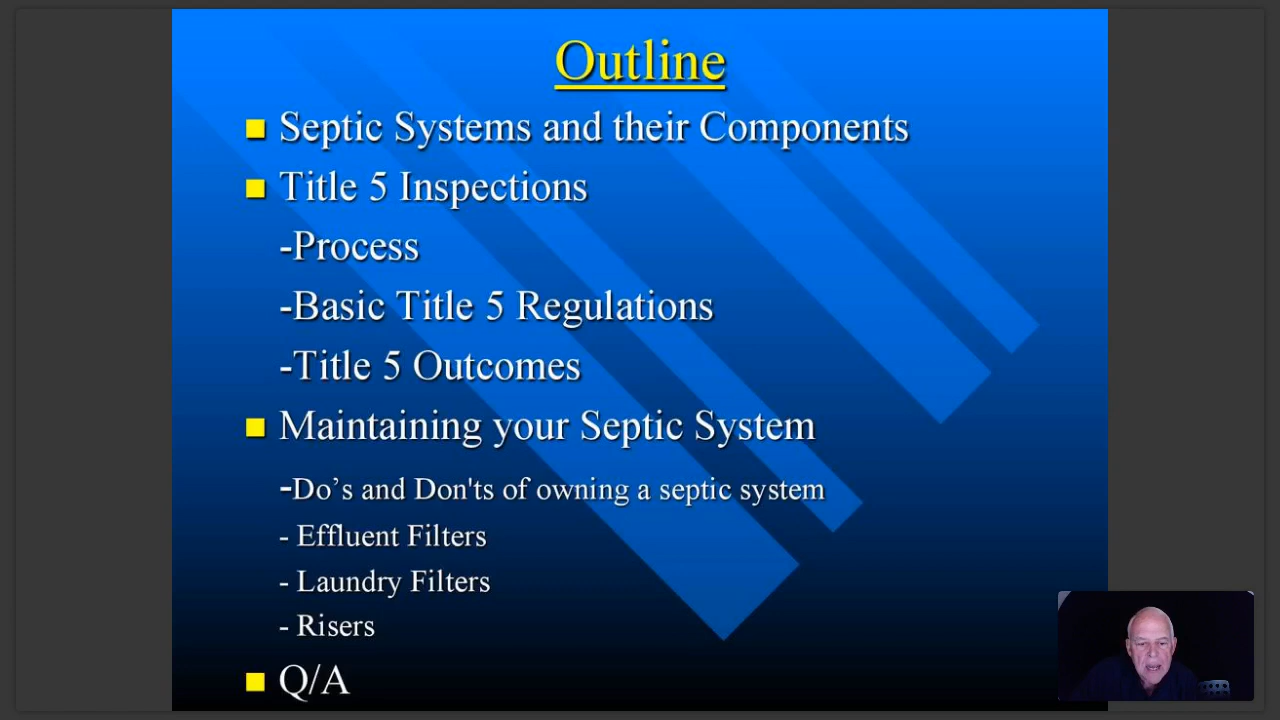 Outline
Septic Systems and their Components
Title 5 Inspections
-Process
-Basic Title 5 Regulations
-Title 5 Outcomes
Maintaining your Septic System
-Do’s and Don'ts of owning a septic system
- Effluent Filters
- Laundry Filters
- Risers
Q/A